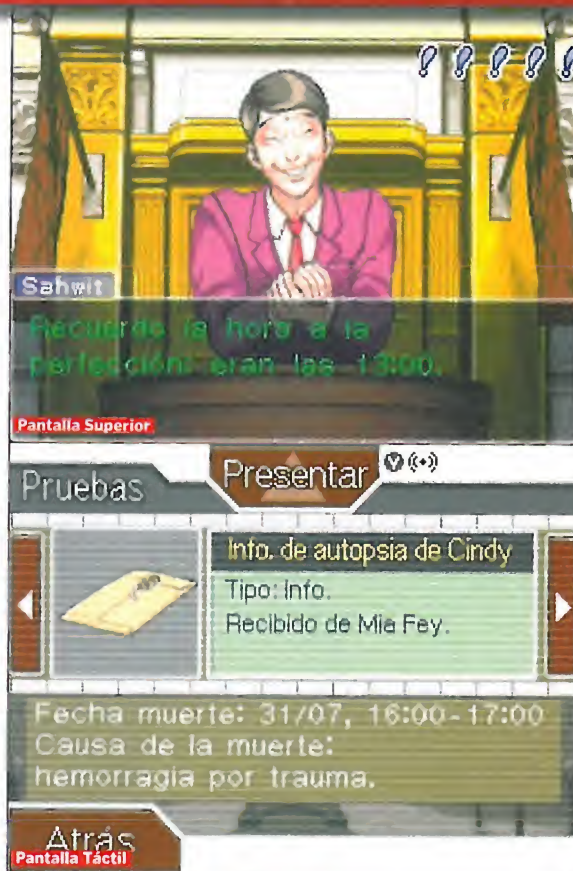 Sahwit
Recuerdo la hora a la
perfección: eran las 13:00.
Pantalla Superior
Pruebas
Presentar
Y
Info. de autopsia de Cindy
Tipo: Info.
Recibido de Mia Fey.
Fecha muerte: 31/07, 16:00-17:00
Causa de la muerte:
hemorragia por trauma.
Atrás
Pantalla Táctil